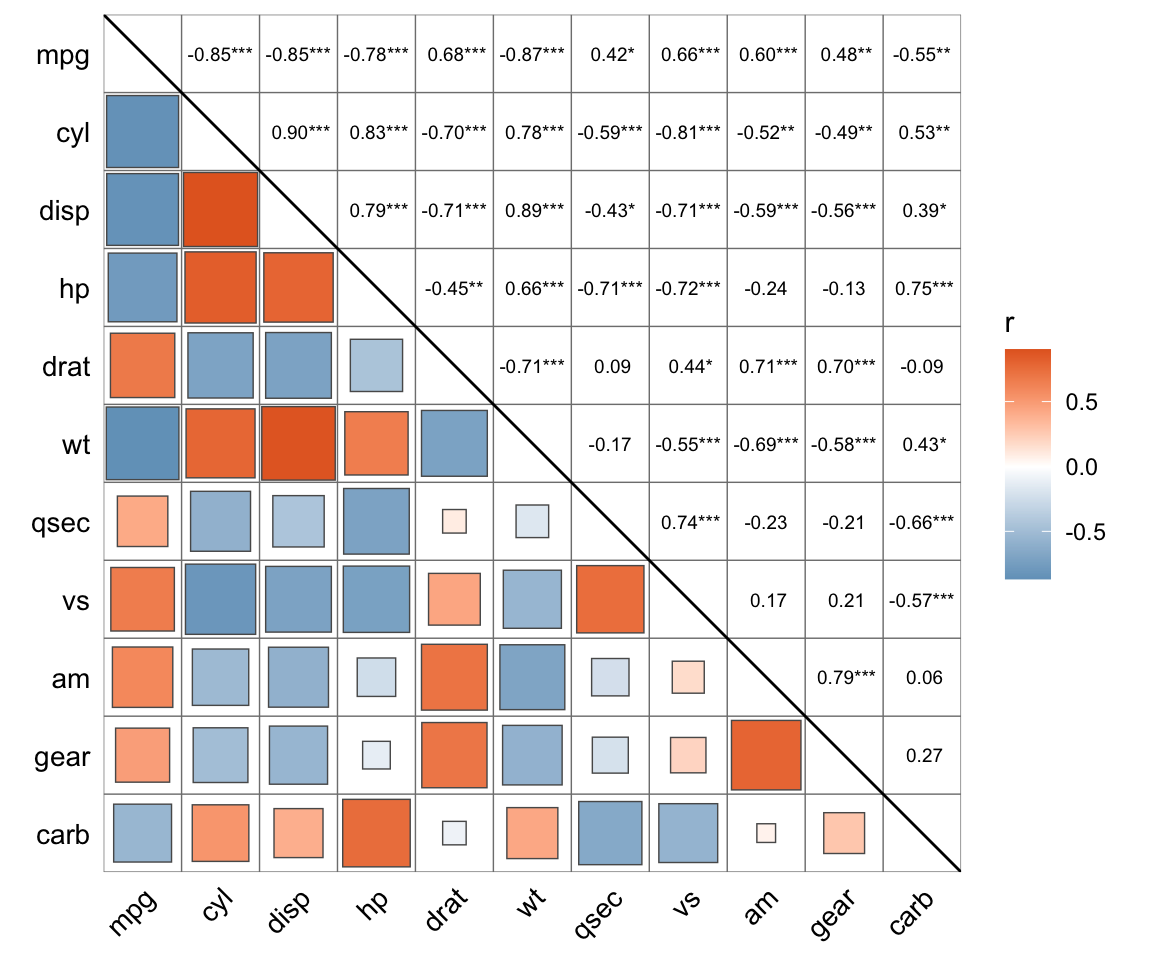 mpg -0.85*** -0.85*** -0.78*** 0.68*** -0.87*** 0.42* 0.66*** 0.60*** 0.48** -0.55**
cyl 0.90*** 0.83*** -0.70*** 0.78*** -0.59*** -0.81*** -0.52** -0.49** 0.53**
disp 0.79*** -0.71*** 0.89*** -0.43* -0.71*** -0.59*** -0.56*** 0.39*
hp -0.45** 0.66*** -0.71*** -0.72*** -0.24 -0.13 0.75***
drat -0.71*** 0.09 0.44* 0.71*** 0.70*** -0.09
wt -0.17 -0.55*** -0.69*** -0.58*** 0.43*
qsec 0.74*** -0.23 -0.21 -0.66***
vs 0.17 0.21 -0.57***
am 0.79*** 0.06
gear 0.27
carb
mpg cyl disp hp drat wt qsec vs am gear carb
r
0.5
0.0
-0.5